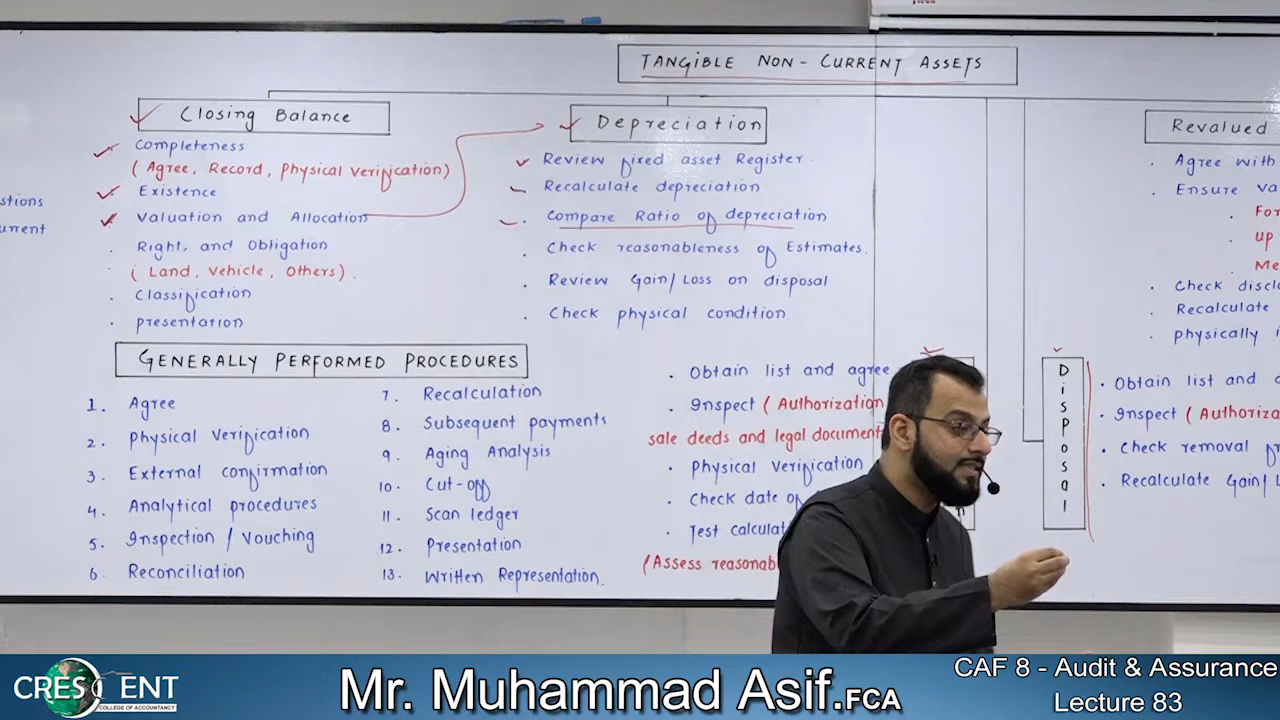 TANGIBLE NON-CURRENT ASSETS
Closing Balance
Completeness
(Agree, Record, Physical verification)
Existence
Valuation and Allocation
Right, and Obligation
(Land, Vehicle, Others).
Classification
presentation
Depreciation
Review fixed asset Register.
Recalculate depreciation
Compare Ratio of depreciation
Check reasonableness of Estimates.
Review Gain/Loss on disposal
Check physical condition
Revalued
Agree with
Ensure
For
up
Me
Check
Recalculate
physically
GENERALLY PERFORMED PROCEDURES
1. Agree
2. Physical Verification
3. External confirmation
4. Analytical procedures
5. Inspection / Vouching
6. Reconciliation
7. Recalculation
8. Subsequent payments
9. Aging Analysis
10. Cut-off
11. Scan ledger
12. Presentation
13. Written Representation.
Obtain list and agree
Inspect (Authorization
sale deeds and legal document
Physical verification
Check date of
Test
(Assess
Disposal
Obtain list and
Inspect (
Check removal
Recalculate Gain/
CRESCENT
COLLEGE OF ACCOUNTANCY
Mr. Muhammad Asif.FCA
CAF 8 - Audit & Assurance
Lecture 83